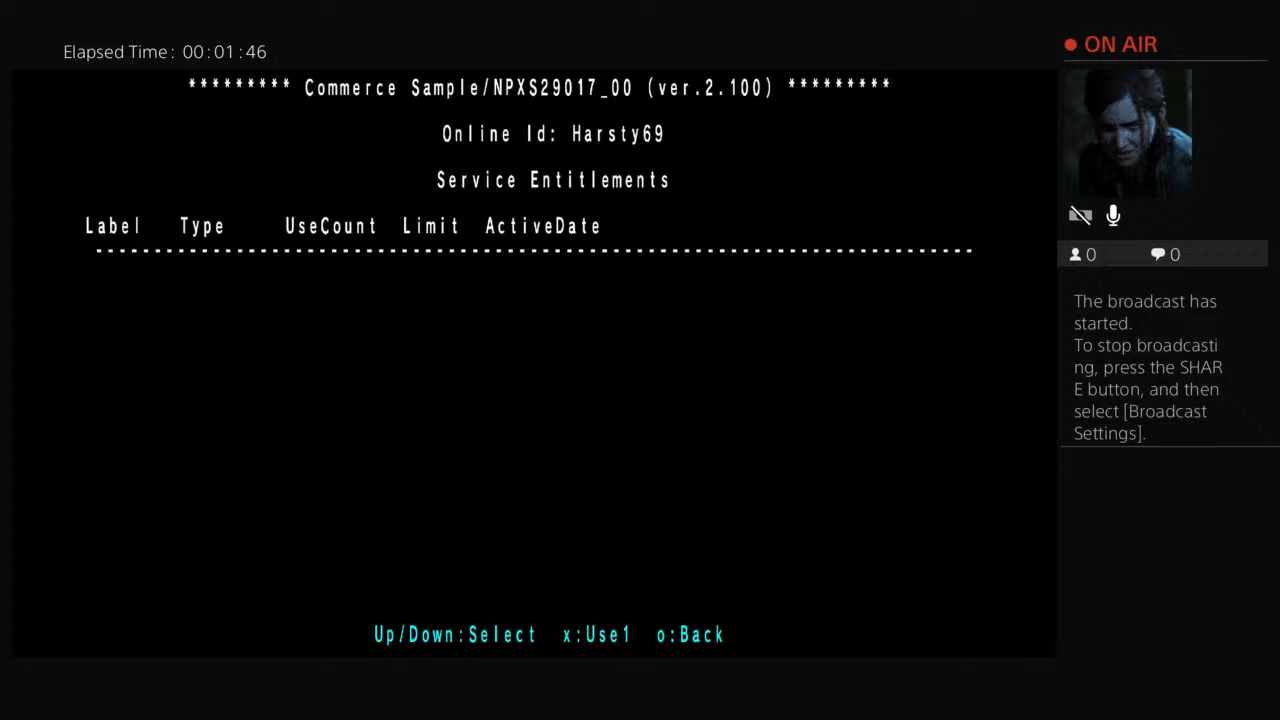 Elapsed Time: 00:01:46
ON AIR
********* Commerce Sample/NPXS29017_00 (ver.2.100) *********
Online Id: Harsty69
Service Entitlements
Label Type UseCount Limit ActiveDate
--------------------------------------------------------------------------------------------
0 0
The broadcast has
started.
To stop broadcasti
ng, press the SHAR
E button, and then
select [Broadcast
Settings].
Up/Down:Select x:Use1 o:Back